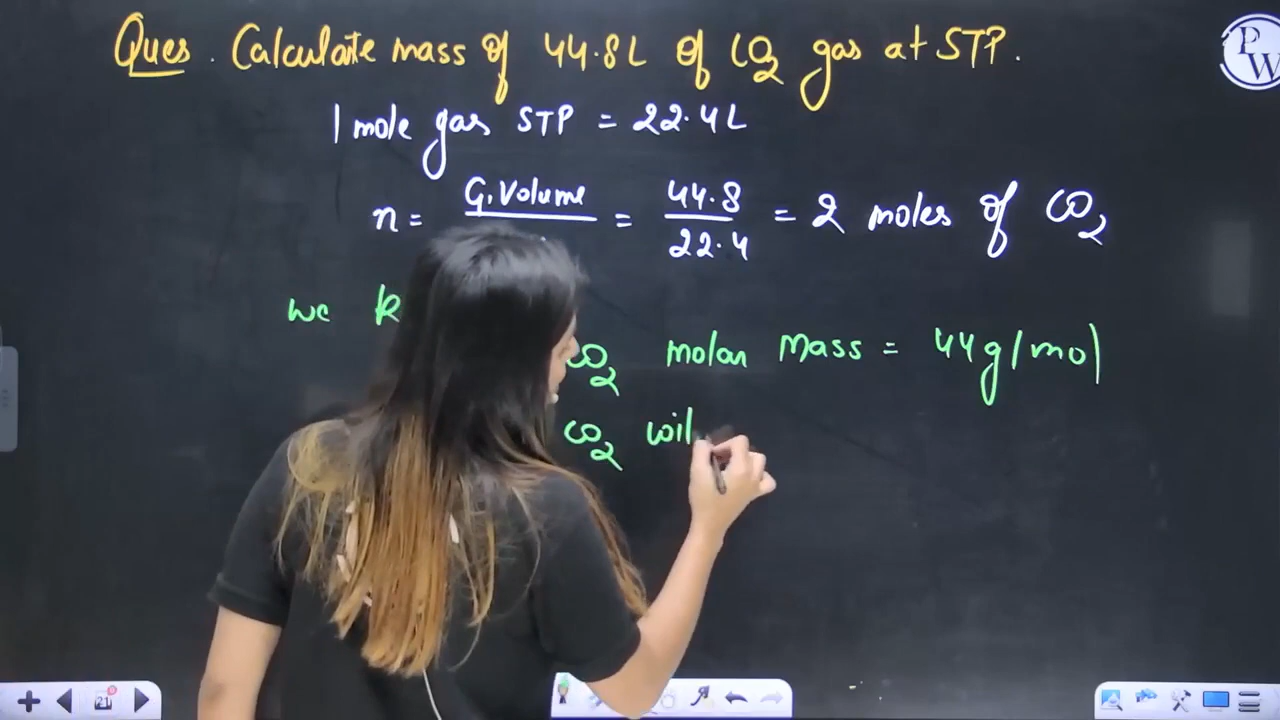 Ques. Calculate mass of 44.8L of CO2 gas at STP.
PW
1 mole gas STP = 22.4L
n = G.Volume = 44.8 = 2 moles of CO2
22.4
we
CO2 molar mass = 44g/mol
CO2 wil
21